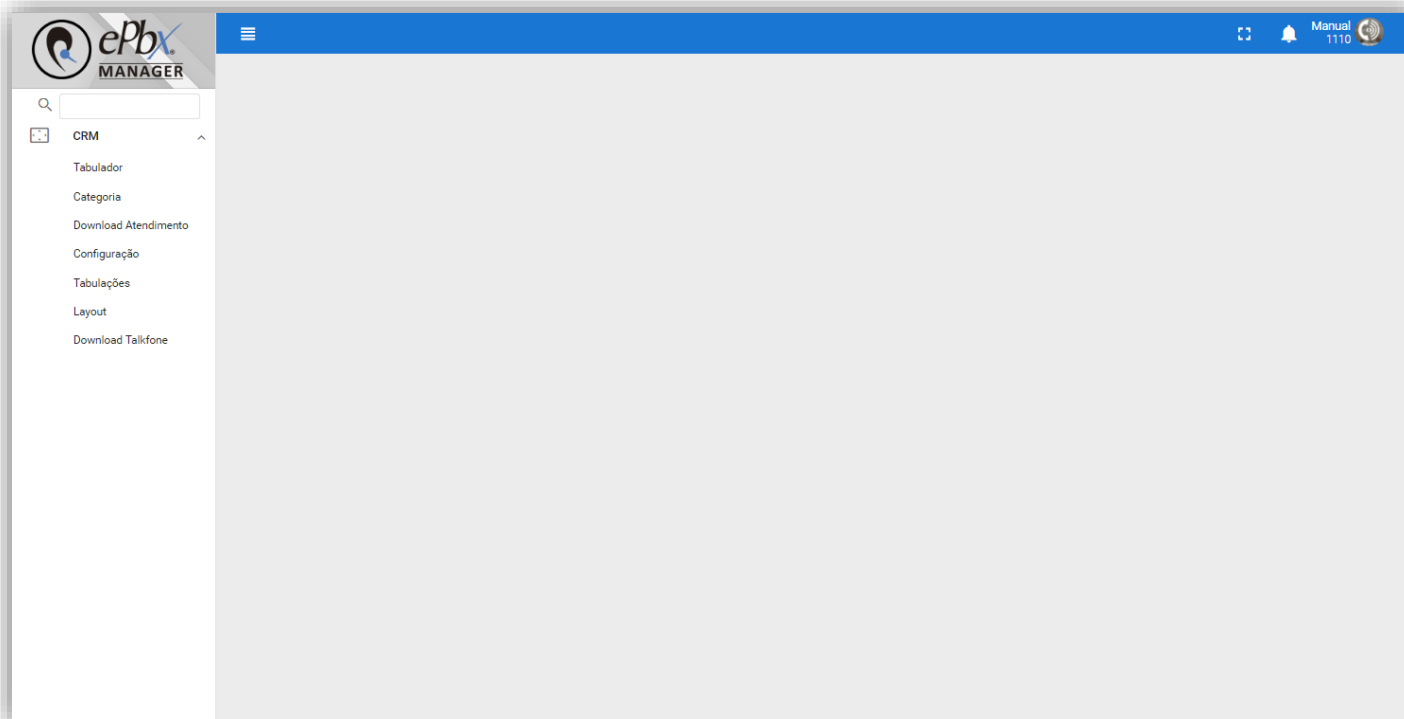 ePbx®
MANAGER
Manual
1110
CRM
Tabulador
Categoria
Download Atendimento
Configuração
Tabulações
Layout
Download Talkfone